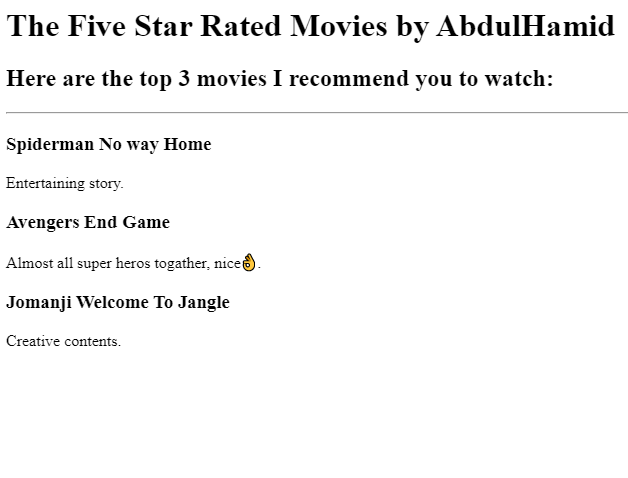 The Five Star Rated Movies by AbdulHamid
Here are the top 3 movies I recommend you to watch:
Spiderman No way Home
Entertaining story.
Avengers End Game
Almost all super heros togather, nice👌.
Jomanji Welcome To Jangle
Creative contents.